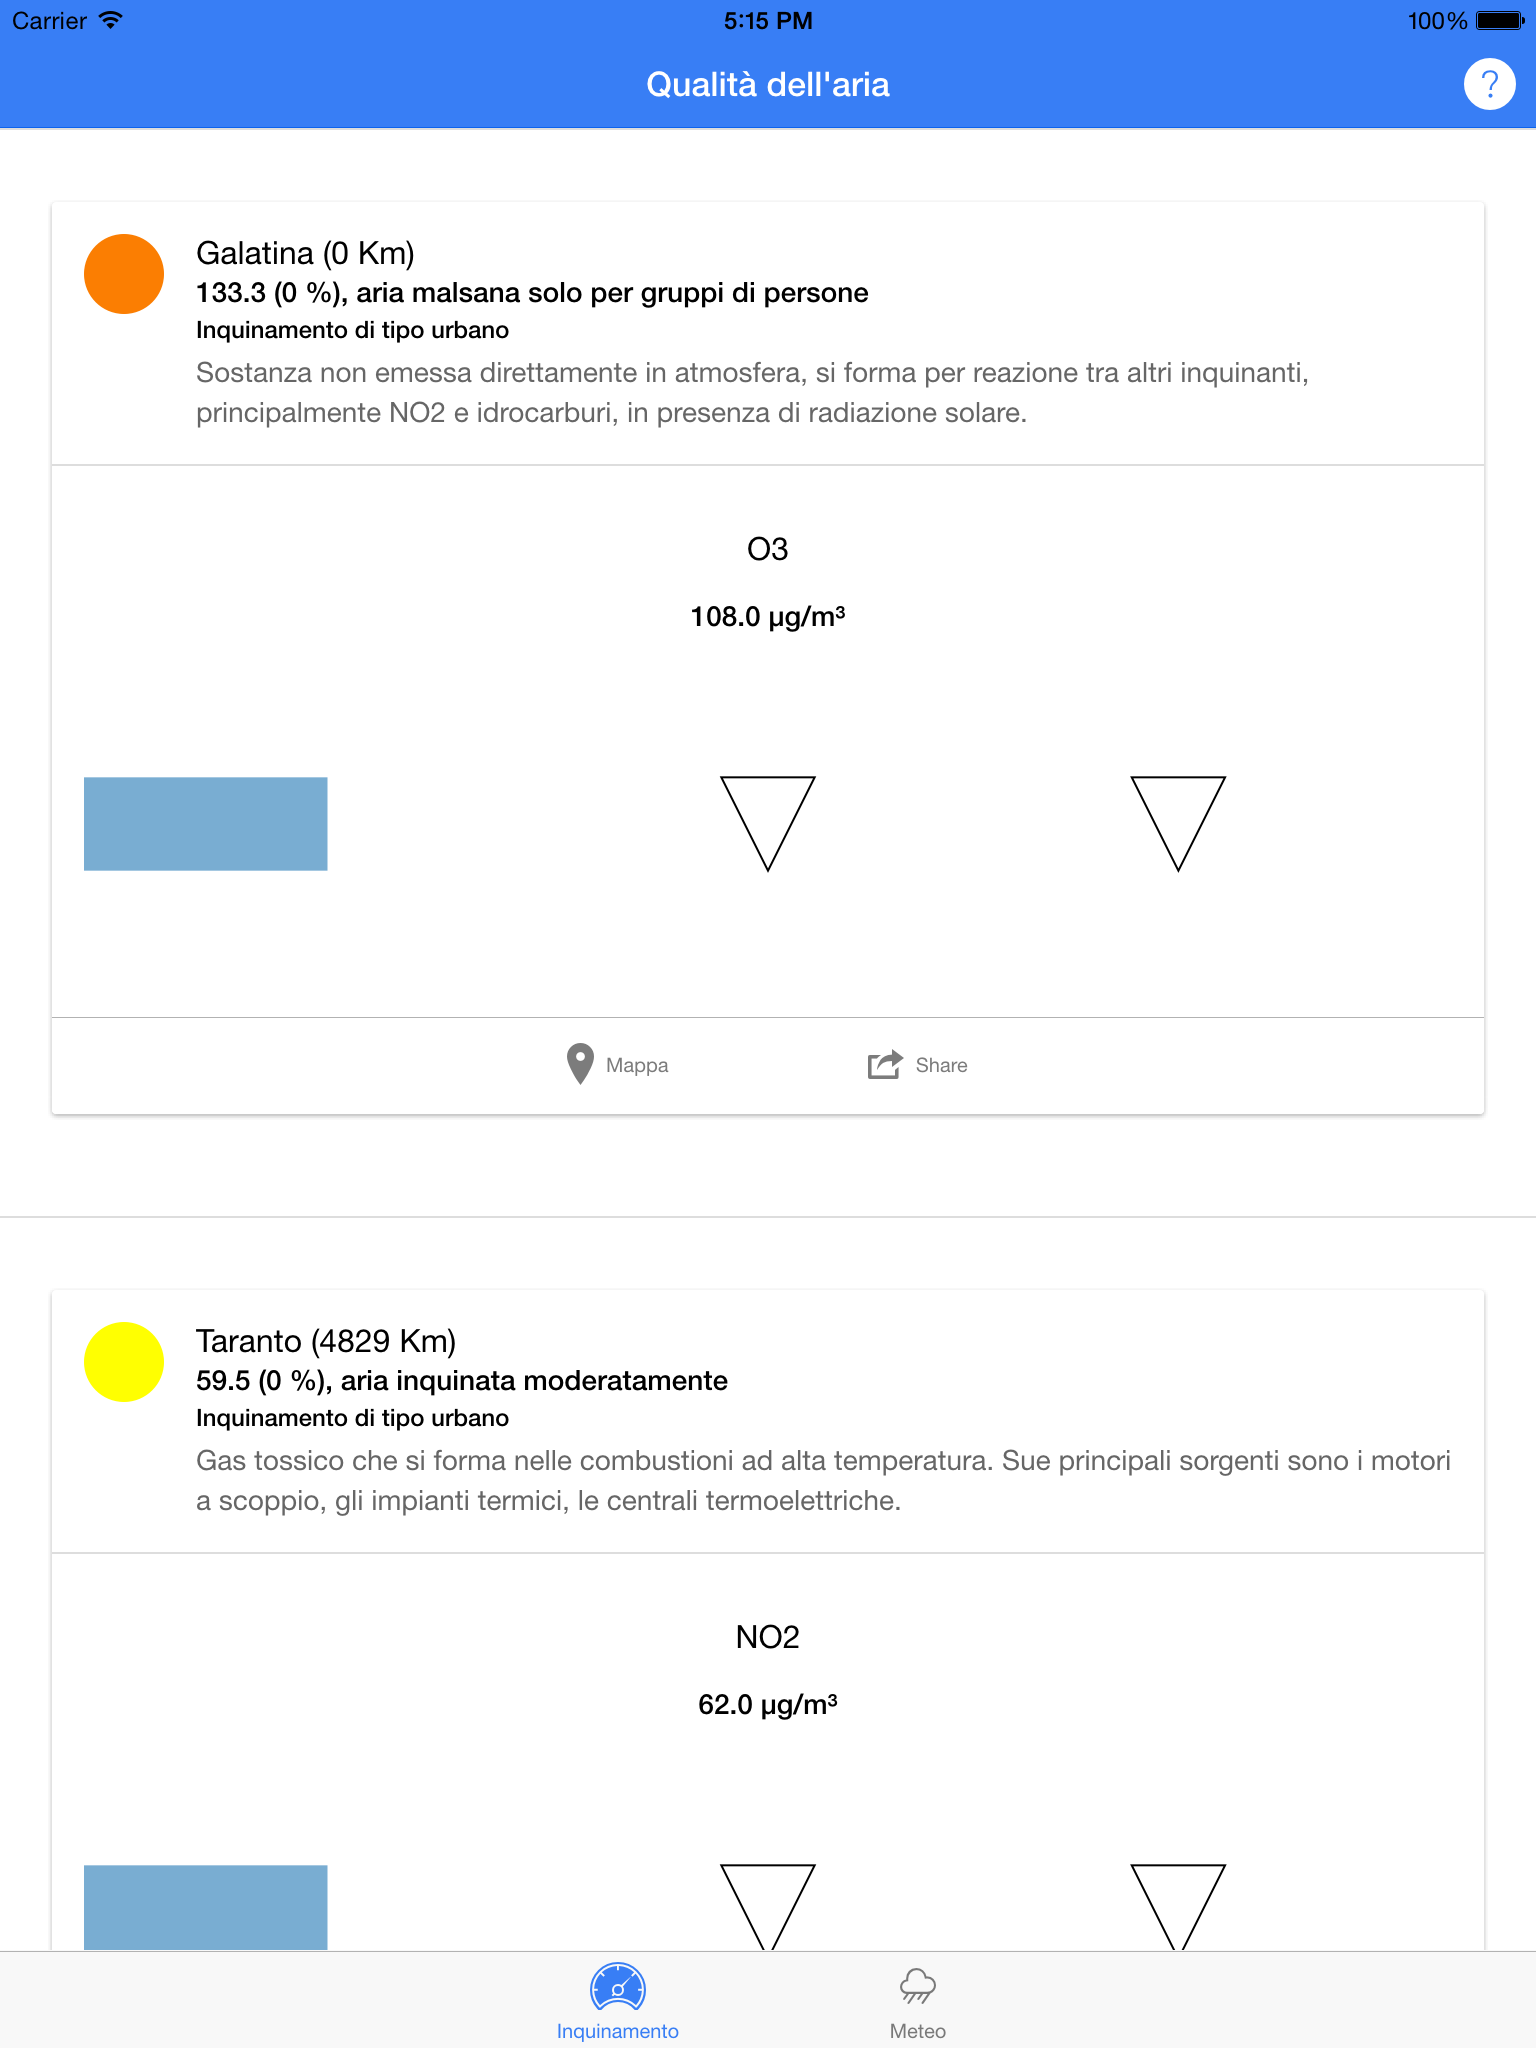 Carrier 5:15 PM 100%
Qualità dell'aria ?
Galatina (0 Km)
133.3 (0 %), aria malsana solo per gruppi di persone
Inquinamento di tipo urbano
Sostanza non emessa direttamente in atmosfera, si forma per reazione tra altri inquinanti,
principalmente NO2 e idrocarburi, in presenza di radiazione solare.
O3
108.0 µg/m³
Mappa Share
Taranto (4829 Km)
59.5 (0 %), aria inquinata moderatamente
Inquinamento di tipo urbano
Gas tossico che si forma nelle combustioni ad alta temperatura. Sue principali sorgenti sono i motori
a scoppio, gli impianti termici, le centrali termoelettriche.
NO2
62.0 µg/m³
Inquinamento Meteo